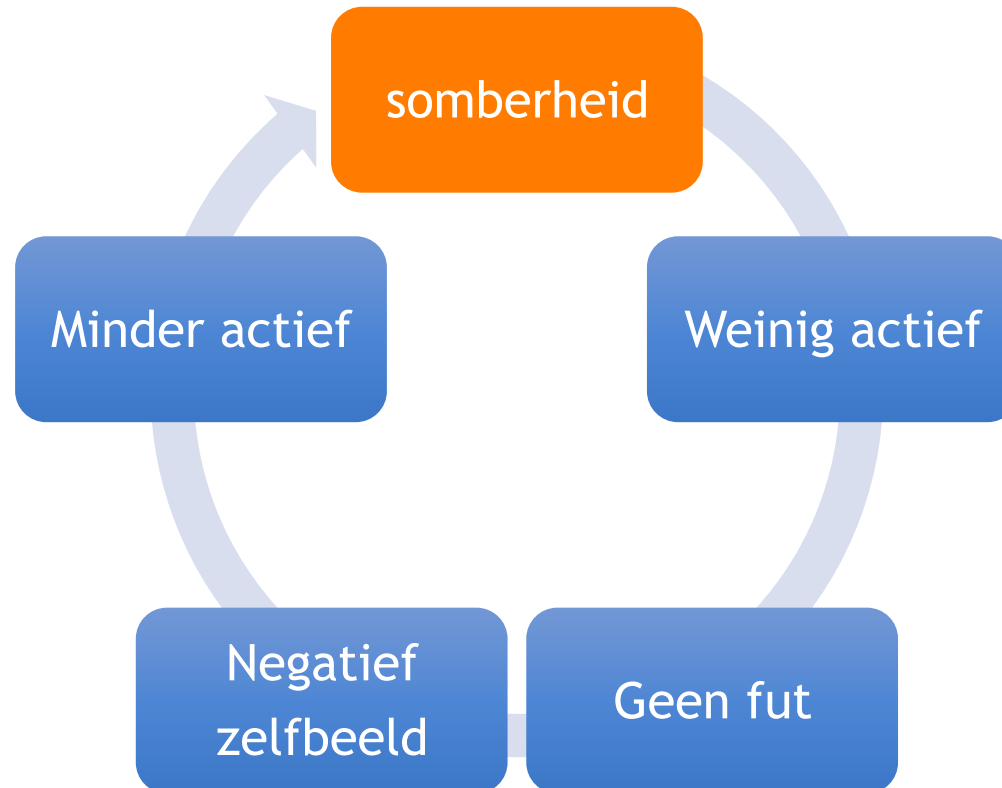 somberheid
Weinig actief
Geen fut
Negatief
zelfbeeld
Minder actief